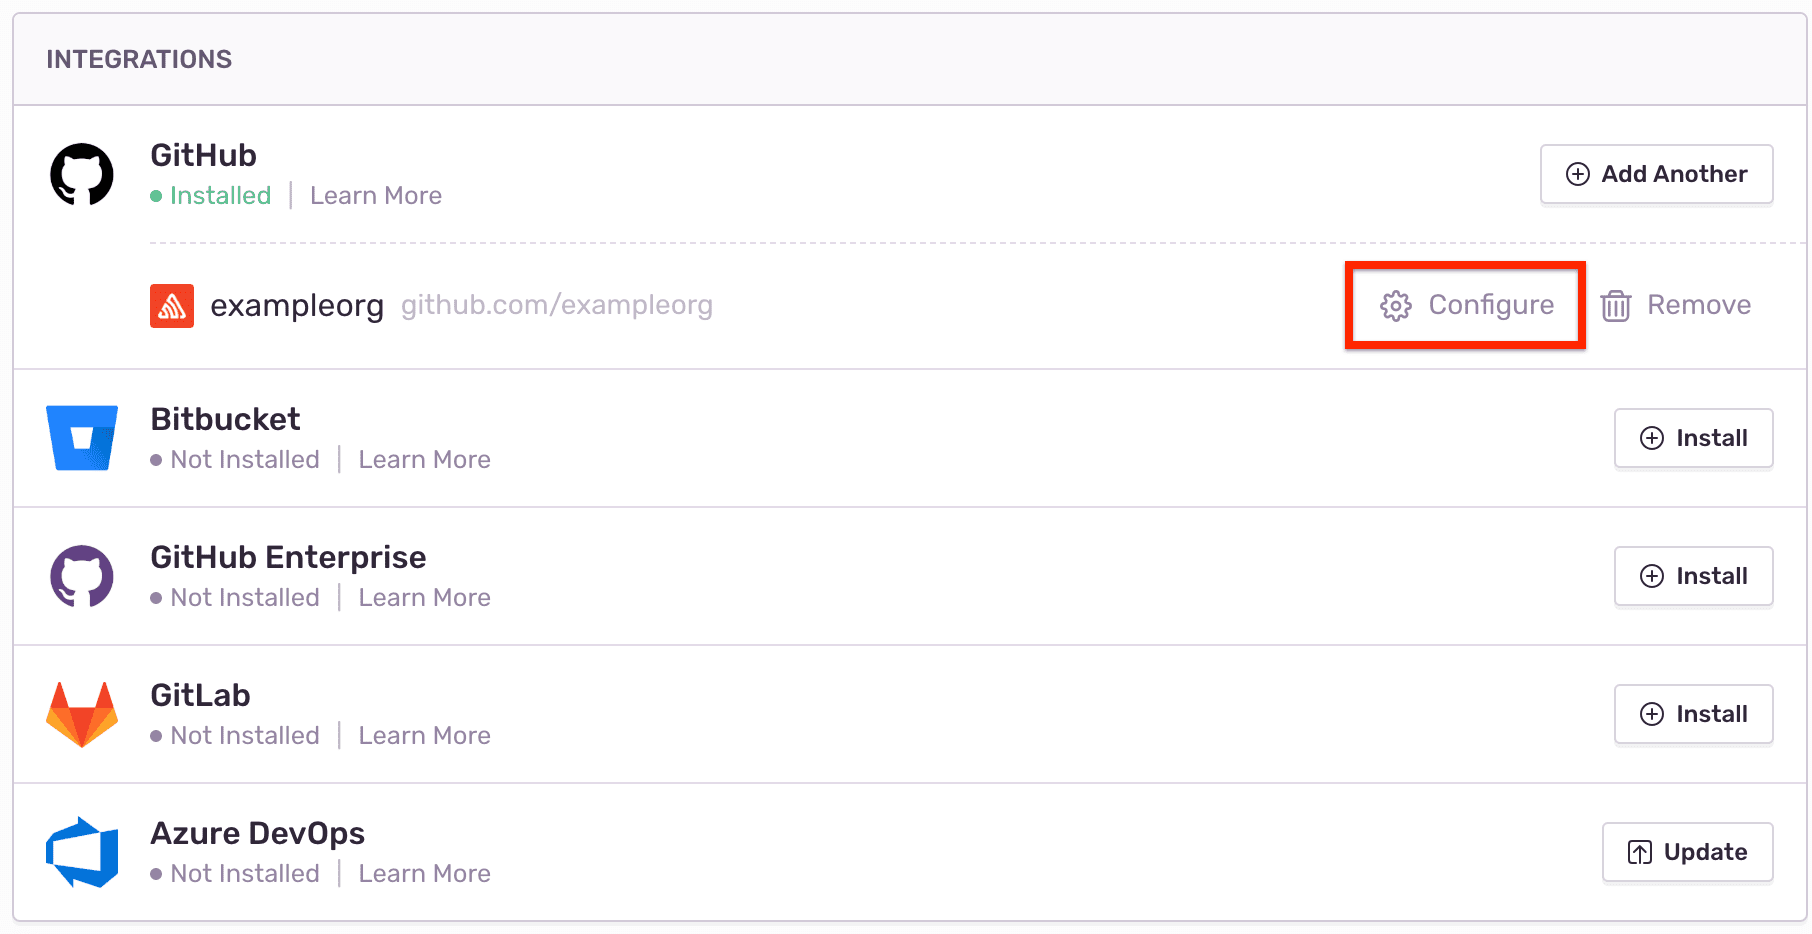 INTEGRATIONS
GitHub
Installed | Learn More
Add Another
exampleorg github.com/exampleorg
Configure
Remove
Bitbucket
Not Installed | Learn More
Install
GitHub Enterprise
Not Installed | Learn More
Install
GitLab
Not Installed | Learn More
Install
Azure DevOps
Not Installed | Learn More
Update